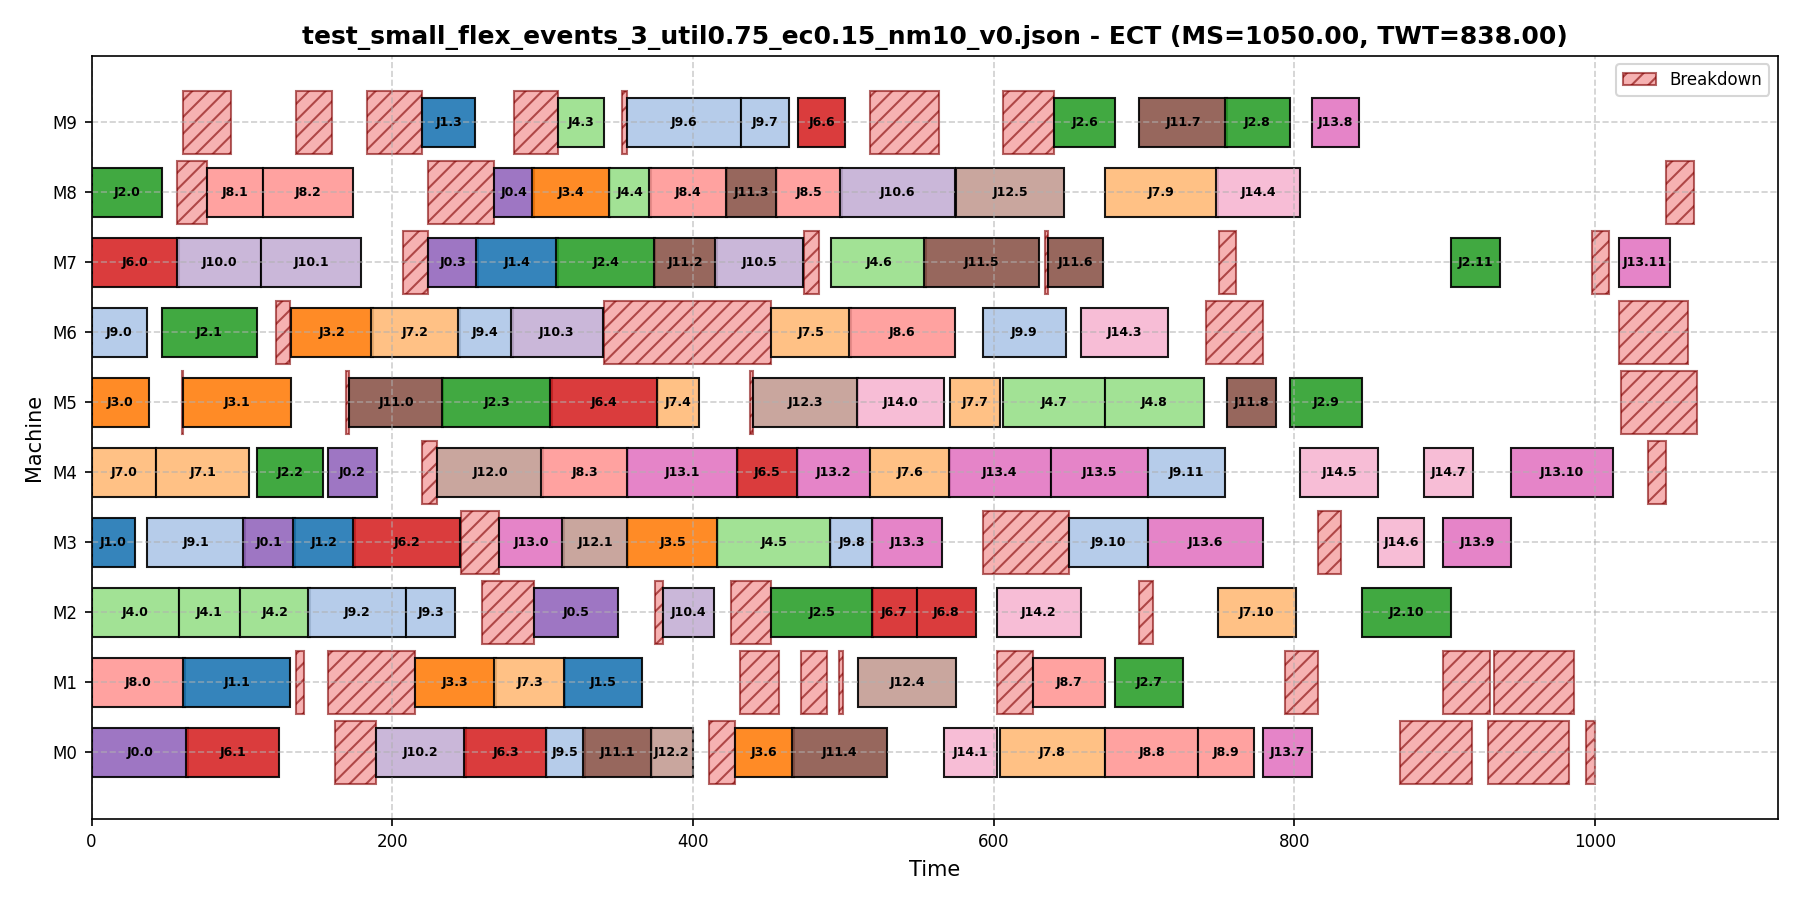 test_small_flex_events_3_util0.75_ec0.15_nm10_v0.json - ECT (MS=1050.00, TWT=838.00)
Breakdown
M9 J1.3 J4.3 J9.6 J9.7 J6.6 J2.6 J11.7 J2.8 J13.8
M8 J2.0 J8.1 J8.2 J0.4 J3.4 J4.4 J8.4 J11.3 J8.5 J10.6 J12.5 J7.9 J14.4
M7 J6.0 J10.0 J10.1 J0.3 J1.4 J2.4 J11.2 J10.5 J4.6 J11.5 J11.6 J2.11 J13.11
M6 J9.0 J2.1 J3.2 J7.2 J9.4 J10.3 J7.5 J8.6 J9.9 J14.3
M5 J3.0 J3.1 J11.0 J2.3 J6.4 J7.4 J12.3 J14.0 J7.7 J4.7 J4.8 J11.8 J2.9
M4 J7.0 J7.1 J2.2 J0.2 J12.0 J8.3 J13.1 J6.5 J13.2 J7.6 J13.4 J13.5 J9.11 J14.5 J14.7 J13.10
M3 J1.0 J9.1 J0.1 J1.2 J6.2 J13.0 J12.1 J3.5 J4.5 J9.8 J13.3 J9.10 J13.6 J14.6 J13.9
M2 J4.0 J4.1 J4.2 J9.2 J9.3 J0.5 J10.4 J2.5 J6.7 J6.8 J14.2 J7.10 J2.10
M1 J8.0 J1.1 J3.3 J7.3 J1.5 J12.4 J8.7 J2.7
M0 J0.0 J6.1 J10.2 J6.3 J9.5 J11.1 J12.2 J3.6 J11.4 J14.1 J7.8 J8.8 J8.9 J13.7
Machine
0 200 400 600 800 1000
Time